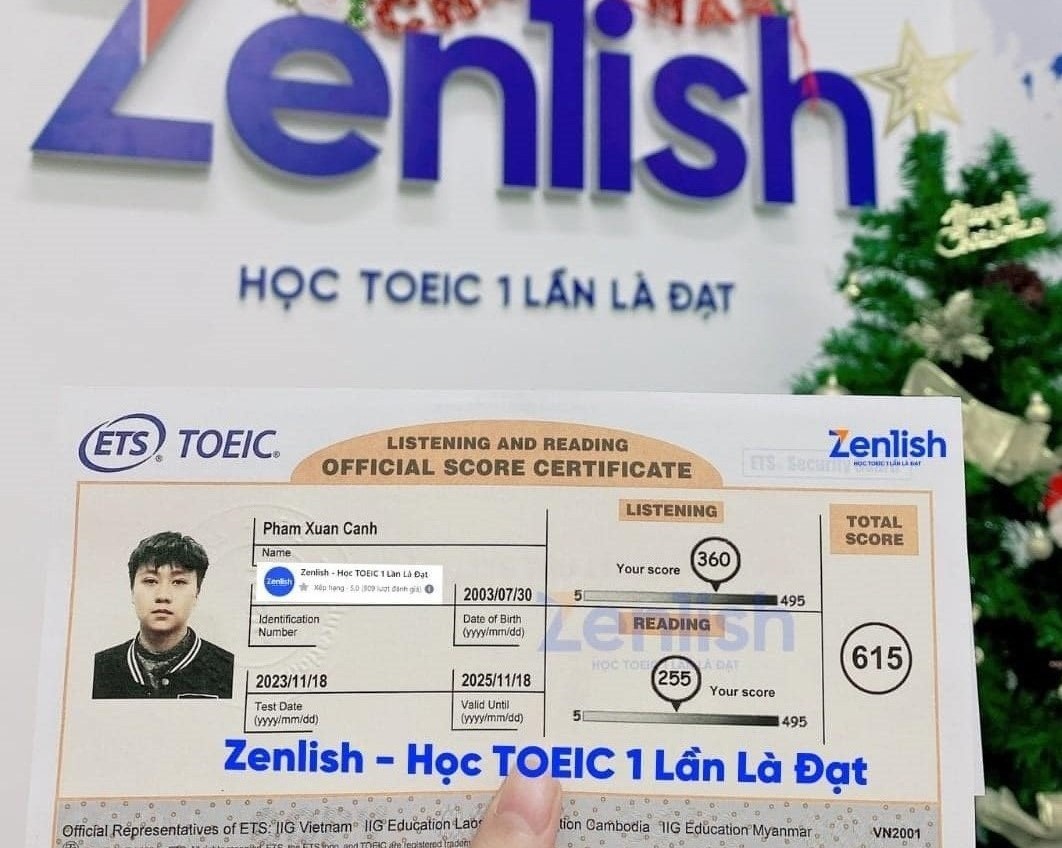 CHÚC MỪNG
Zenlish
HỌC TOEIC 1 LẦN LÀ ĐẠT
Merry
Christmas
ETS® TOEIC®
LISTENING AND READING
OFFICIAL SCORE CERTIFICATE
Zenlish
HỌC TOEIC 1 LẦN LÀ ĐẠT
ETS Security
Pham Xuan Canh
Name
Zenlish
Zenlish - Học TOEIC 1 Lần Là Đạt
Xếp hạng · 5,0 (809 lượt đánh giá)
Identification
Number
2003/07/30
Date of Birth
(yyyy/mm/dd)
2023/11/18
Test Date
(yyyy/mm/dd)
2025/11/18
Valid Until
(yyyy/mm/dd)
LISTENING
Your score 360
5 495
READING
Zenlish
HỌC TOEIC 1 LẦN LÀ ĐẠT
255 Your score
5 495
TOTAL
SCORE
615
Zenlish - Học TOEIC 1 Lần Là Đạt
Official Representatives of ETS: IIG Vietnam IIG Education Laos tion Cambodia IIG Education Myanmar VN2001
ETS, the ETS logo, and TOEIC are registered